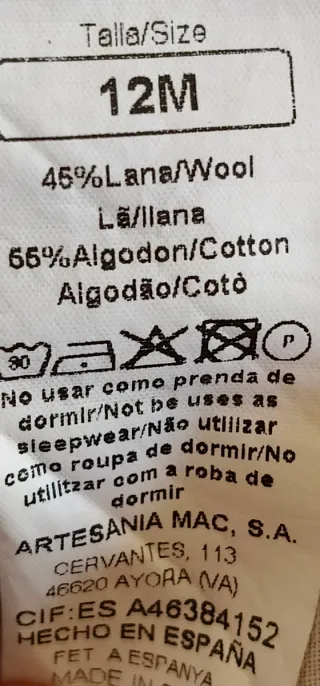 Talla/Size
12M
45%Lana/Wool
Lã/llana
55%Algodon/Cotton
Algodão/Cotò
30
P
No usar como prenda de
dormir/Not be uses as
sleepwear/Não utilizar
como roupa de dormir/No
utilitzar com a roba de
dormir
ARTESANIA MAC, S.A.
CERVANTES, 113
46620 AYORA (VA)
CIF:ES A46384152
HECHO EN ESPAÑA
FET A ESPANYA
MADE IN